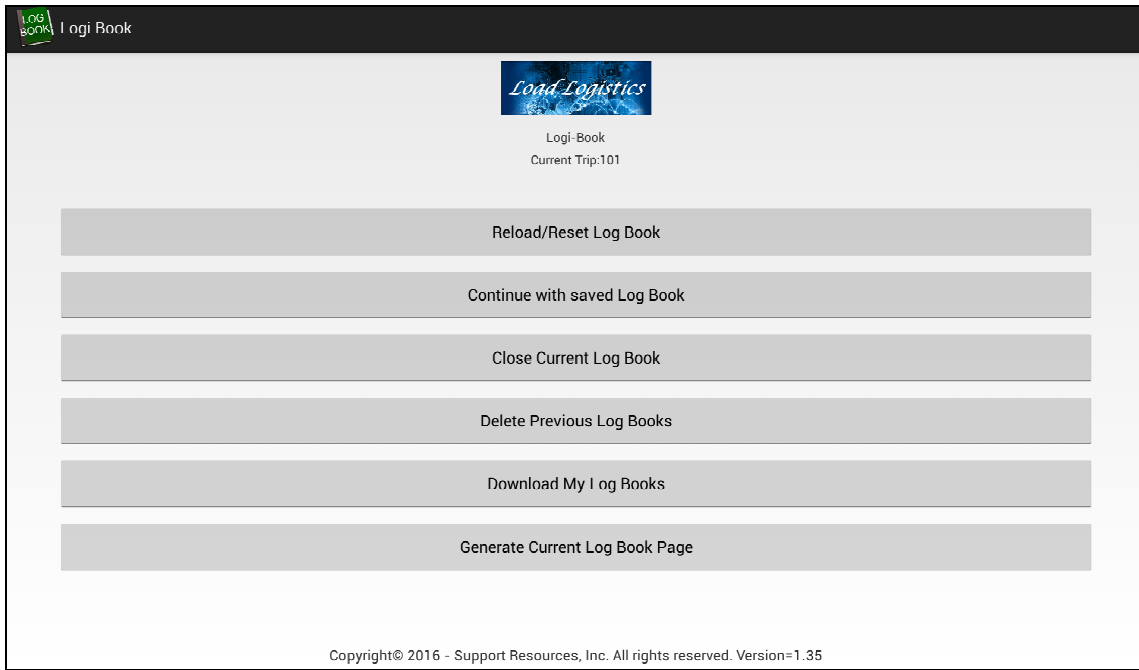 LOG
BOOK
Logi Book
Load Logistics
Logi-Book
Current Trip:101
Reload/Reset Log Book
Continue with saved Log Book
Close Current Log Book
Delete Previous Log Books
Download My Log Books
Generate Current Log Book Page
Copyright© 2016 - Support Resources, Inc. All rights reserved. Version=1.35